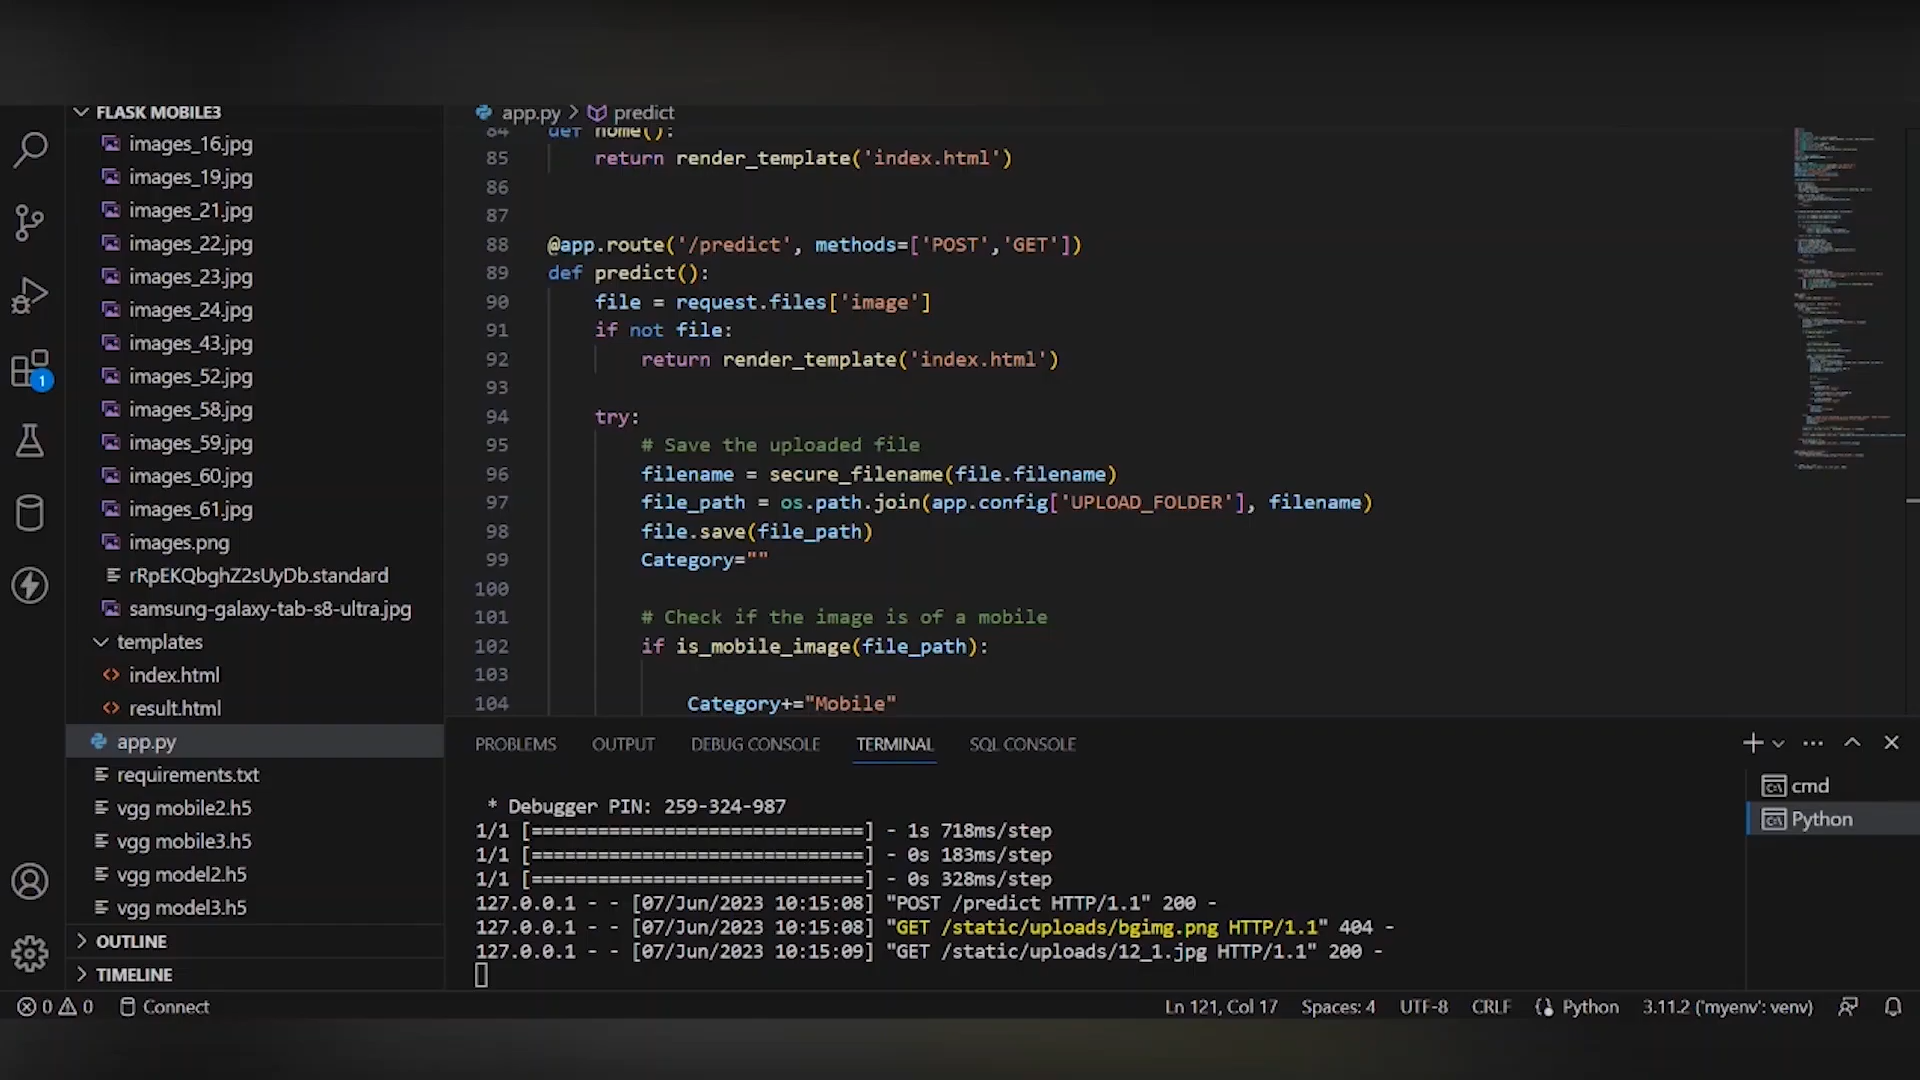 FLASK MOBILE3
images_16.jpg
images_19.jpg
images_21.jpg
images_22.jpg
images_23.jpg
images_24.jpg
images_43.jpg
images_52.jpg
images_58.jpg
images_59.jpg
images_60.jpg
images_61.jpg
images.png
rRpEKQbghZ2sUyDb.standard
samsung-galaxy-tab-s8-ultra.jpg
templates
index.html
result.html
app.py
requirements.txt
vgg mobile2.h5
vgg mobile3.h5
vgg model2.h5
vgg model3.h5
OUTLINE
TIMELINE
1
app.py > predict
84 def home():
85 return render_template('index.html')
86
87
88 @app.route('/predict', methods=['POST','GET'])
89 def predict():
90 file = request.files['image']
91 if not file:
92 return render_template('index.html')
93
94 try:
95 # Save the uploaded file
96 filename = secure_filename(file.filename)
97 file_path = os.path.join(app.config['UPLOAD_FOLDER'], filename)
98 file.save(file_path)
99 Category=""
100
101 # Check if the image is of a mobile
102 if is_mobile_image(file_path):
103
104 Category+="Mobile"
PROBLEMS OUTPUT DEBUG CONSOLE TERMINAL SQL CONSOLE
* Debugger PIN: 259-324-987
1/1 [==============================] - 1s 718ms/step
1/1 [==============================] - 0s 183ms/step
1/1 [==============================] - 0s 328ms/step
127.0.0.1 - - [07/Jun/2023 10:15:08] "POST /predict HTTP/1.1" 200 -
127.0.0.1 - - [07/Jun/2023 10:15:08] "GET /static/uploads/bgimg.png HTTP/1.1" 404 -
127.0.0.1 - - [07/Jun/2023 10:15:09] "GET /static/uploads/12_1.jpg HTTP/1.1" 200 -
cmd
Python
0 0 Connect Ln 121, Col 17 Spaces: 4 UTF-8 CRLF Python 3.11.2 ('myenv': venv)